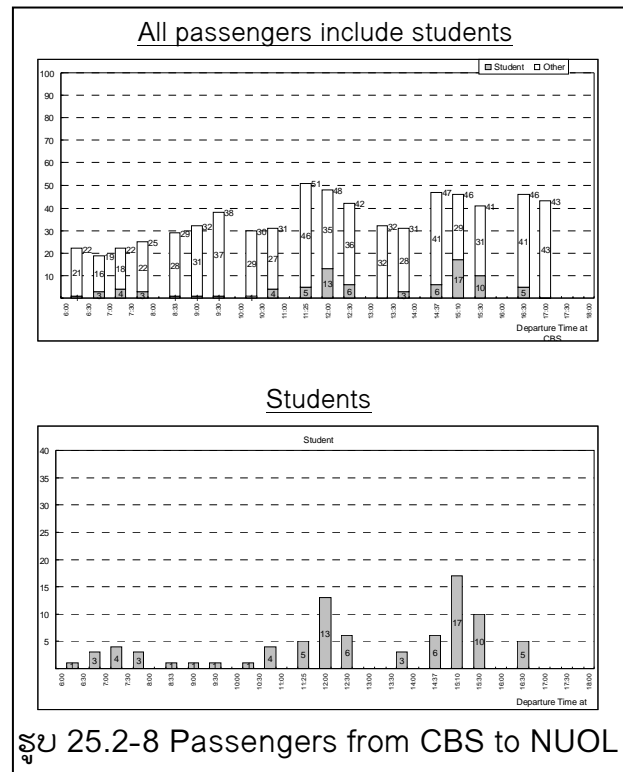 All passengers include students
Student Other
100
90
80
70
60
50
40
30
20
10
22 19 22 25 29 32 38 30 31 51 48 42 32 31 47 46 41 46 43
21 16 18 22 28 31 37 29 27 46 35 36 32 28 41 29 31 41 43
3 4 3 4 5 13 6 3 6 17 10 5
6:00 6:30 7:00 7:30 8:00 8:33 9:00 9:30 10:00 10:30 11:00 11:25 12:00 12:30 13:00 13:30 14:00 14:37 15:10 15:30 16:30 17:00 17:30 18:00
Departure Time at
CBS
Students
Student
40
35
30
25
20
15
10
5
1 3 4 3 1 1 1 1 4 5 13 6 3 6 17 10 5
6:00 6:30 7:00 7:30 8:00 8:33 9:00 9:30 10:00 10:30 11:00 11:25 12:00 12:30 13:00 13:30 14:00 14:37 15:10 15:30 16:30 17:00 17:30 18:00
Departure Time at
ຮູບ 25.2-8 Passengers from CBS to NUOL